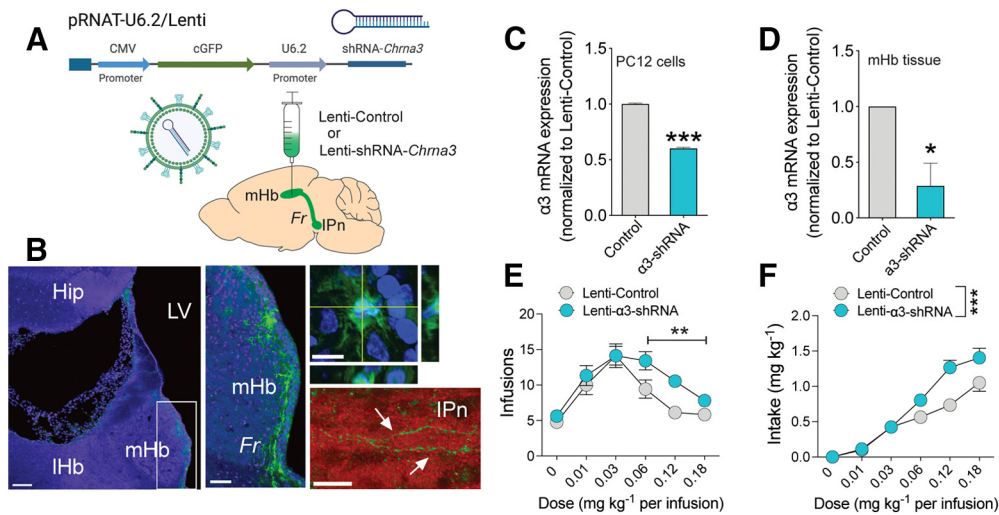 A
pRNAT-U6.2/Lenti
CMV
cGFP
U6.2
shRNA-Chrna3
Promoter
Promoter
Lenti-Control
or
Lenti-shRNA-Chrna3
mHb
Fr
IPn
B
Hip
LV
mHb
lHb
mHb
Fr
IPn
C
α3 mRNA expression
(normalized to Lenti-Control)
PC12 cells
1.5
1.0
0.5
0.0
***
Control
α3-shRNA
D
α3 mRNA expression
(normalized to Lenti-Control)
mHb tissue
1.5
1.0
0.5
0.0
*
Control
a3-shRNA
E
Lenti-Control
Lenti-α3-shRNA
Infusions
20
15
10
5
0
**
0
0.01
0.03
0.06
0.12
0.18
Dose (mg kg-1 per infusion)
F
Lenti-Control
Lenti-α3-shRNA
***
Intake (mg kg-1)
2.0
1.5
1.0
0.5
0.0
0
0.01
0.03
0.06
0.12
0.18
Dose (mg kg-1 per infusion)